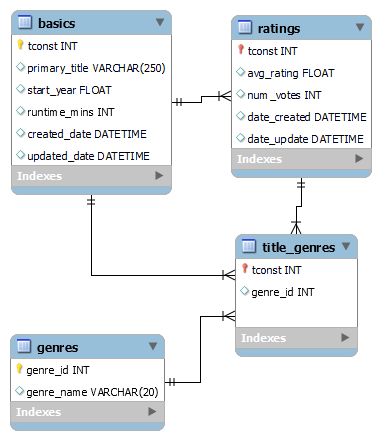 basics
tconst INT
primary_title VARCHAR(250)
start_year FLOAT
runtime_mins INT
created_date DATETIME
updated_date DATETIME
Indexes
ratings
tconst INT
avg_rating FLOAT
num_votes INT
date_created DATETIME
date_update DATETIME
Indexes
title_genres
tconst INT
genre_id INT
Indexes
genres
genre_id INT
genre_name VARCHAR(20)
Indexes